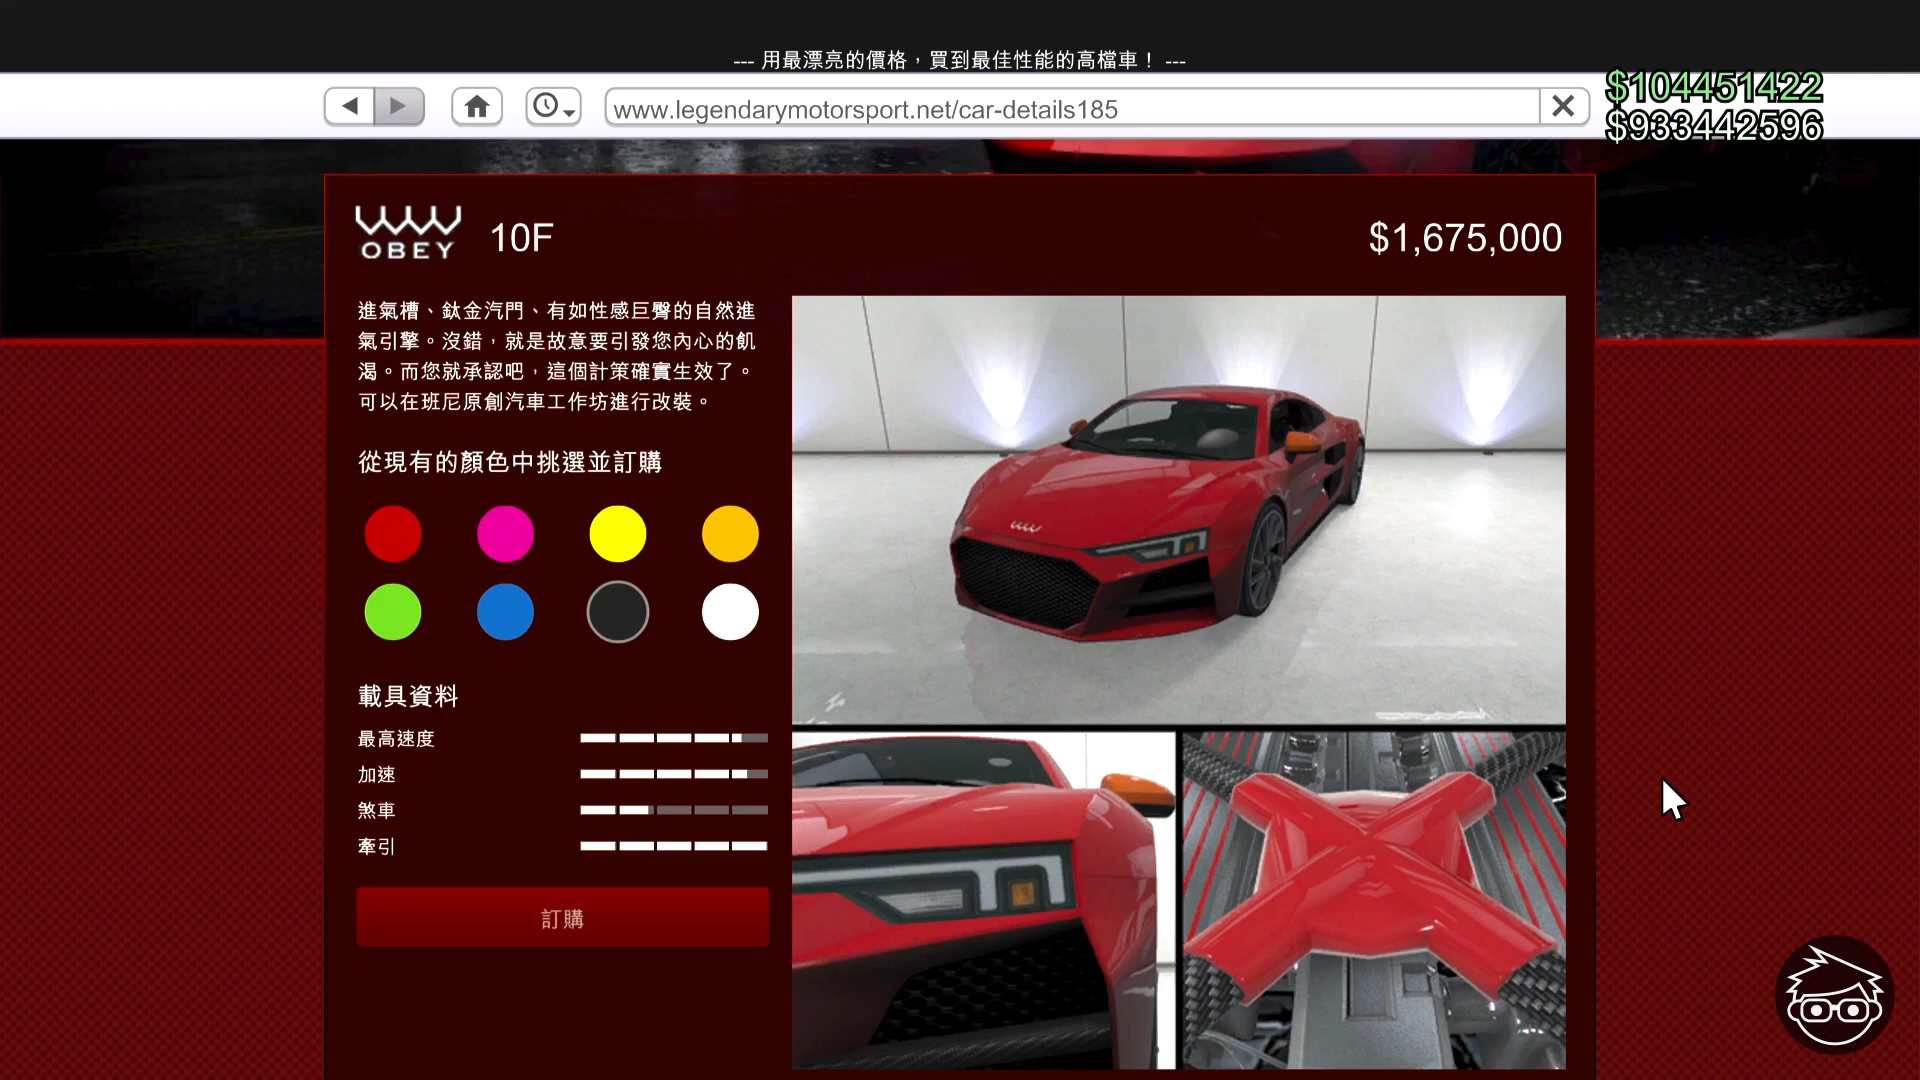 --- 用最漂亮的價格，買到最佳性能的高檔車！ ---
www.legendarymotorsport.net/car-details185
$104451422
$933442596
OBEY
10F
$1,675,000
進氣槽、鈦金汽門、有如性感巨臀的自然進
氣引擎。沒錯，就是故意要引發您內心的飢
渴。而您就承認吧，這個計策確實生效了。
可以在班尼原創汽車工作坊進行改裝。
從現有的顏色中挑選並訂購
載具資料
最高速度
加速
煞車
牽引
訂購